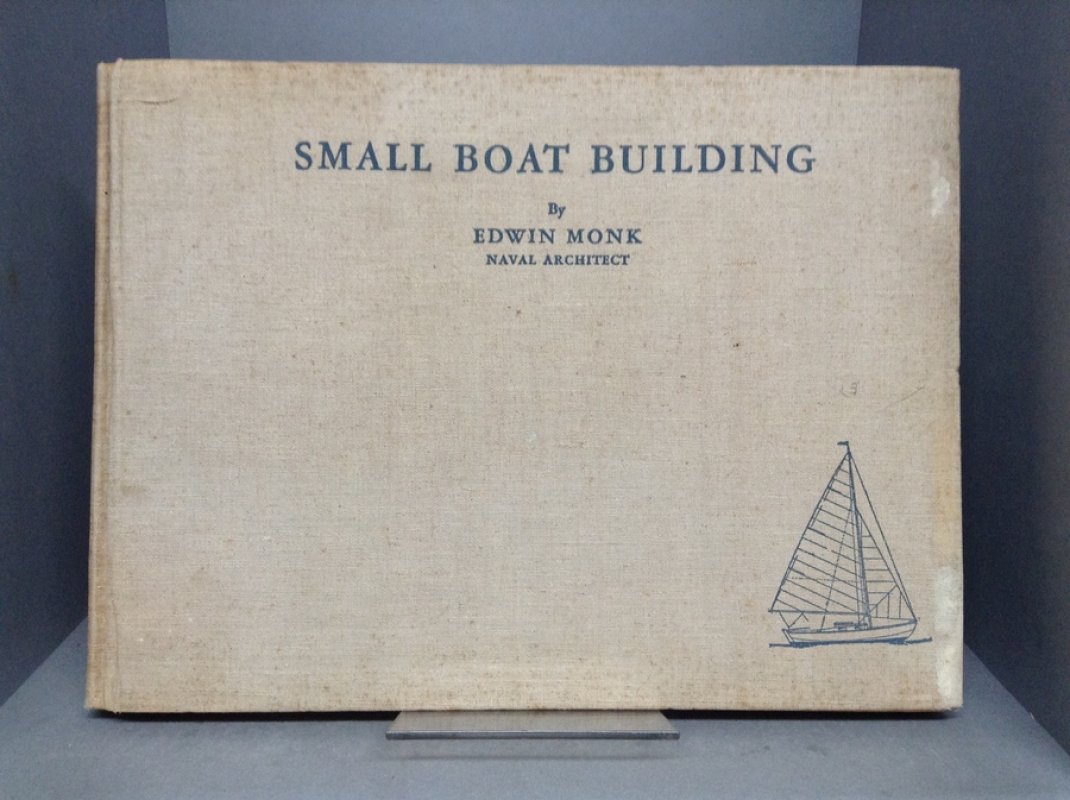 SMALL BOAT BUILDING
By
EDWIN MONK
NAVAL ARCHITECT